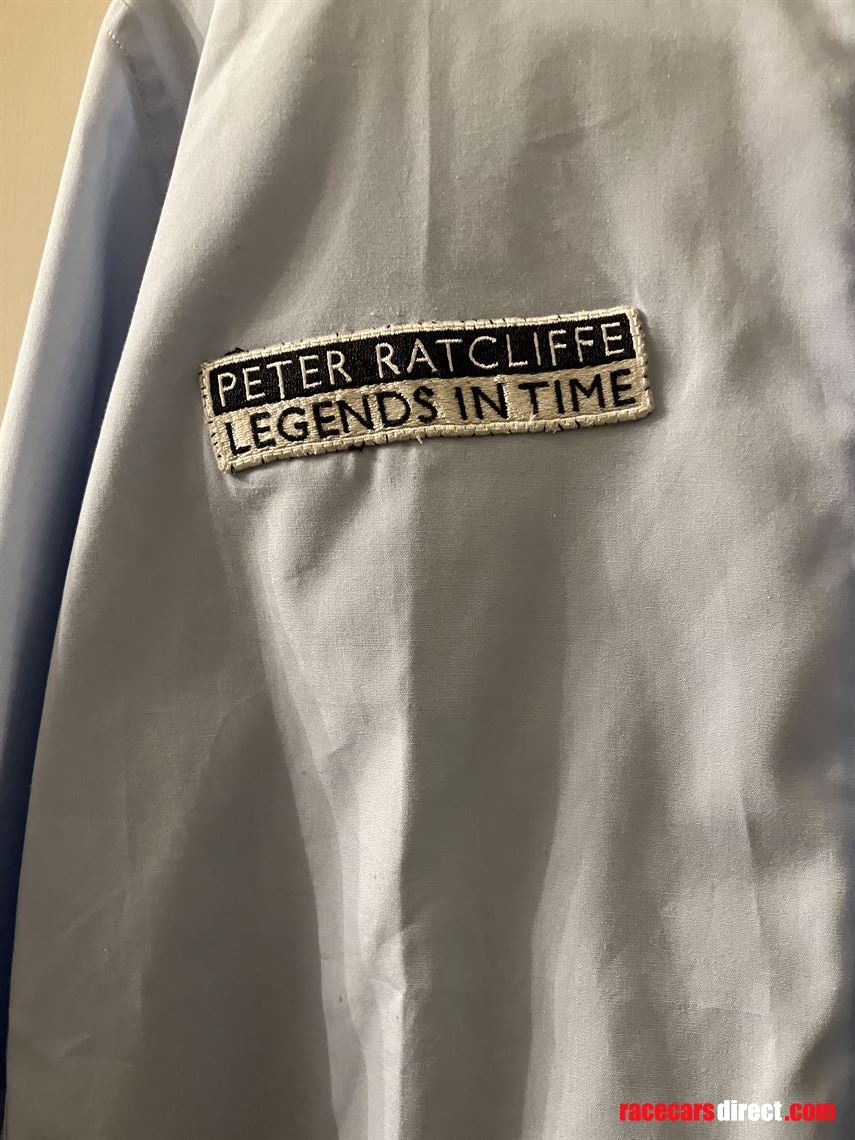 PETER RATCLIFFE
LEGENDS IN TIME
racecarsdirect.com